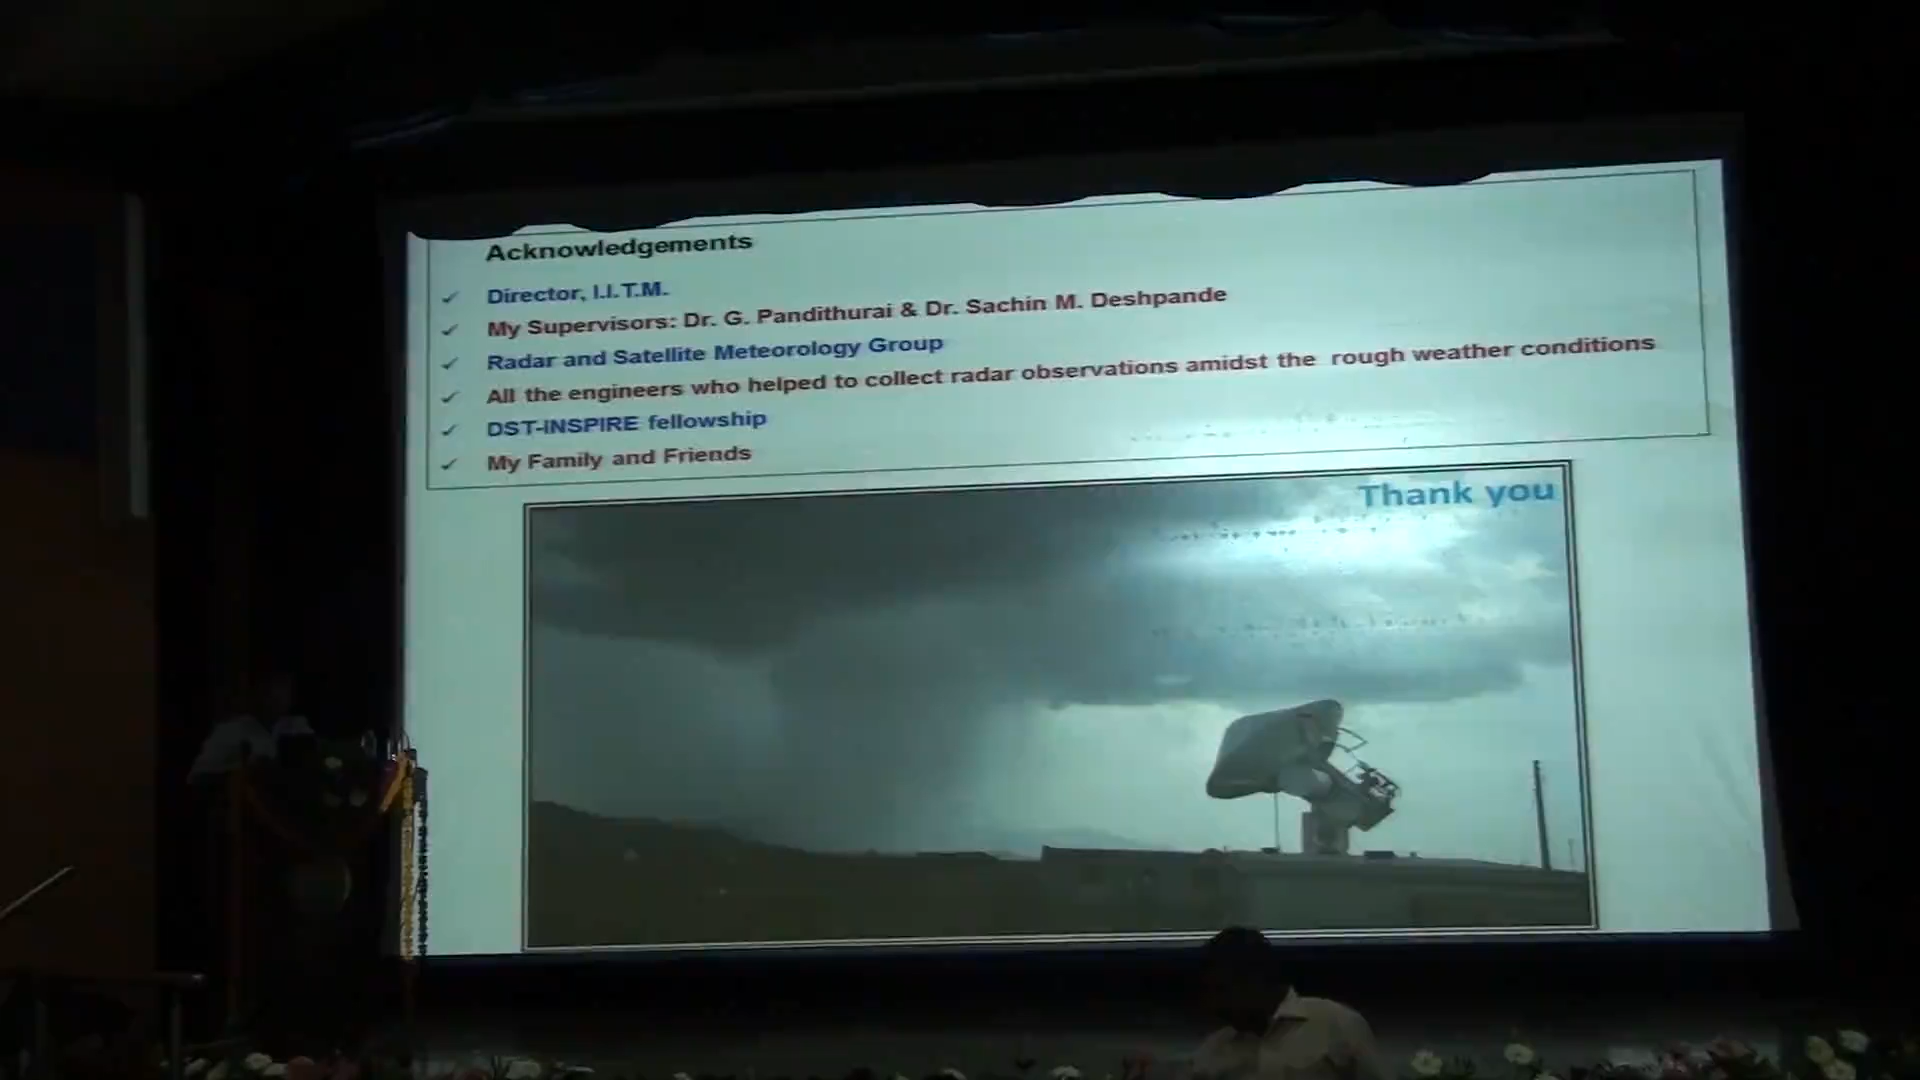 Acknowledgements
Director, I.I.T.M.
My Supervisors: Dr. G. Pandithurai & Dr. Sachin M. Deshpande
Radar and Satellite Meteorology Group
All the engineers who helped to collect radar observations amidst the rough weather conditions
DST-INSPIRE fellowship
My Family and Friends
Thank you